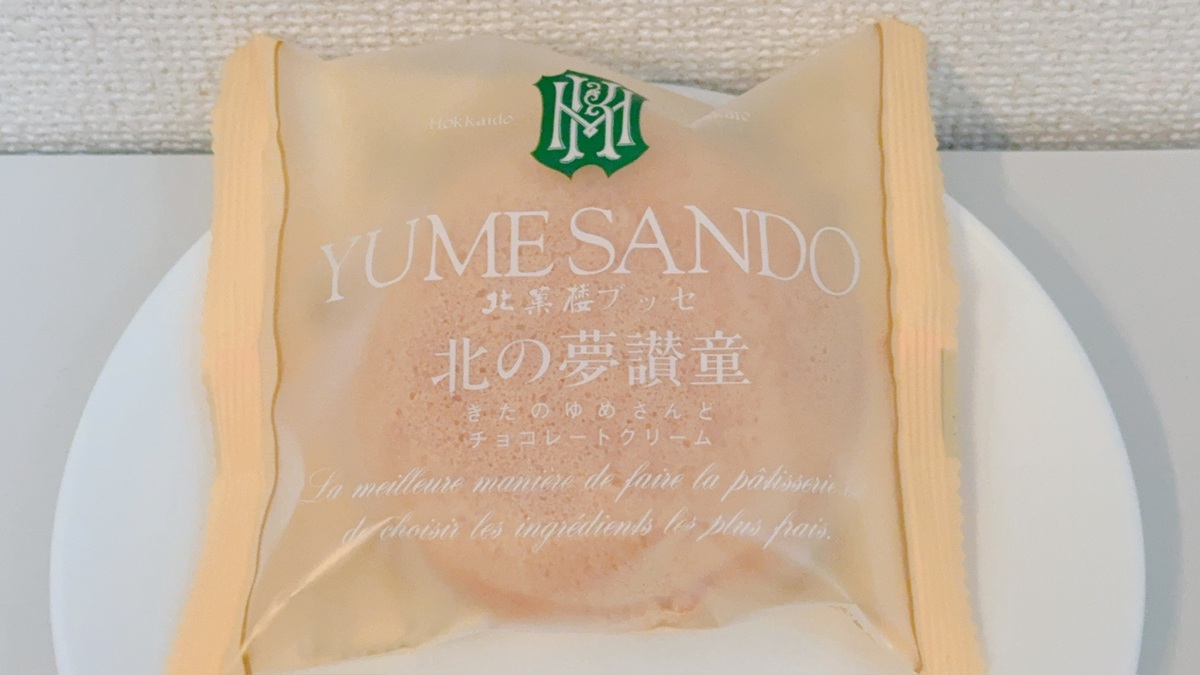 Hokkaido
YUME SANDO
北菓楼ブッセ
北の夢讃童
きたのゆめさんど
チョコレートクリーム
La meilleure manière de faire la pâtisserie
de choisir les ingrédients les plus frais.